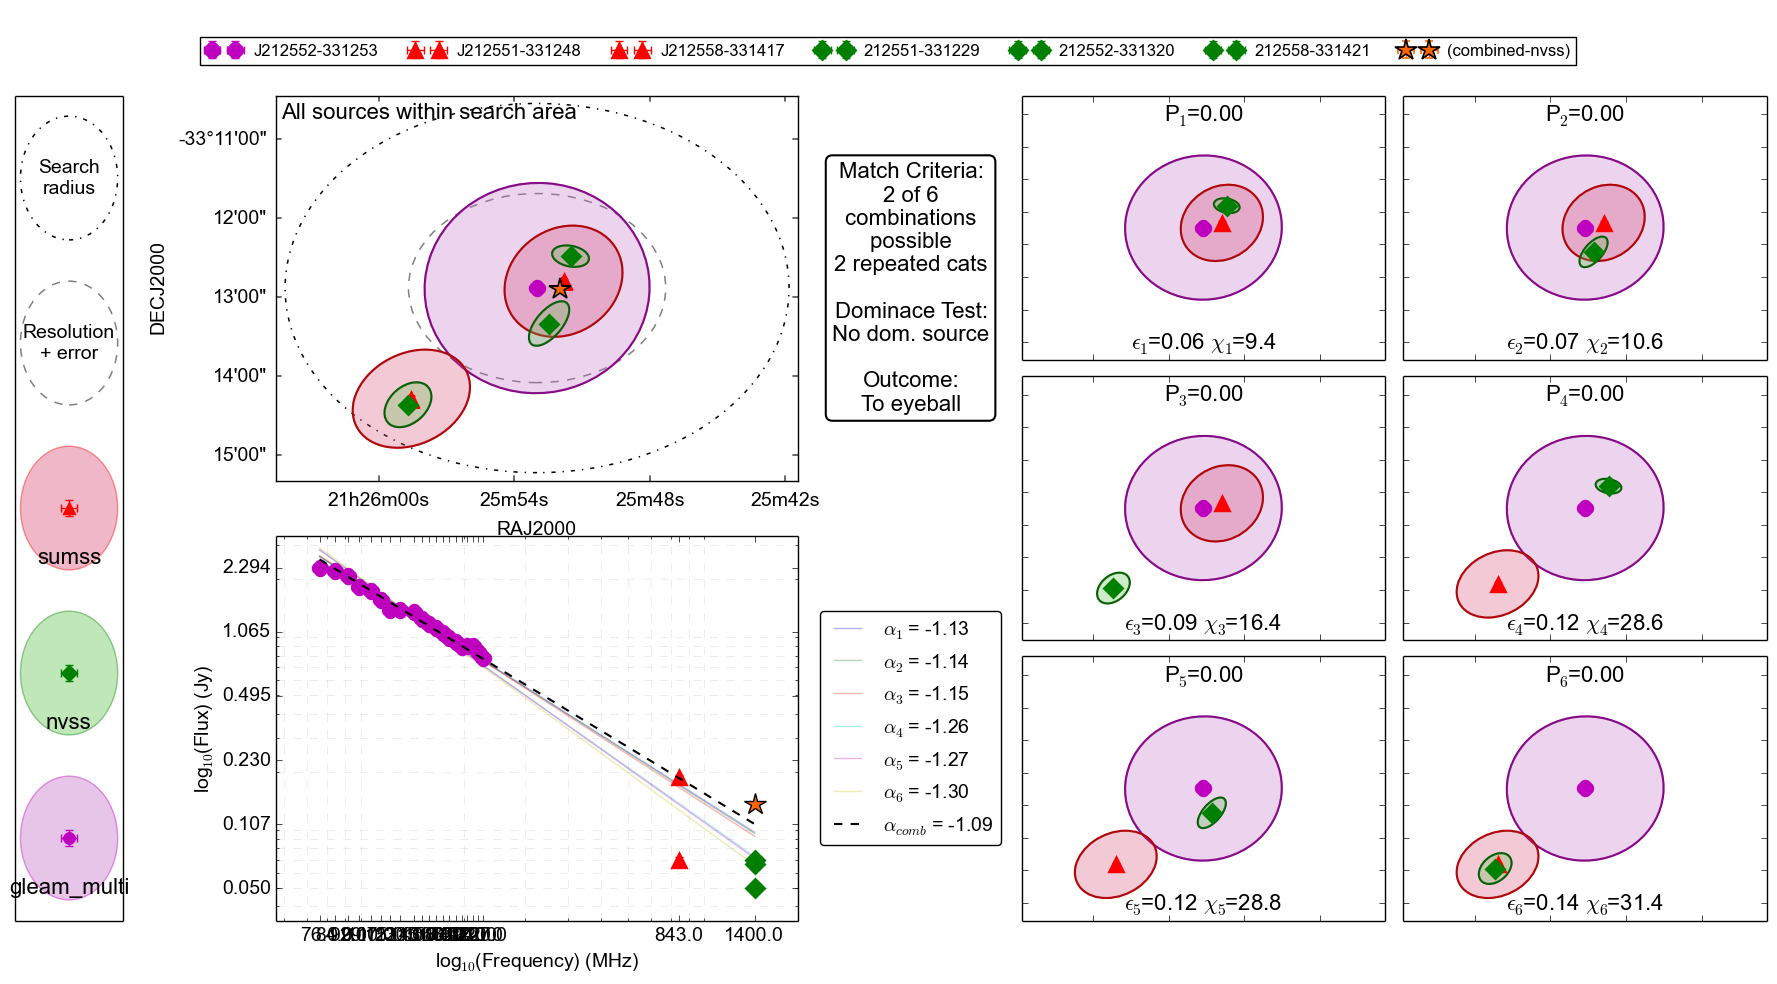 J212552-331253 J212551-331248 J212558-331417 212551-331229 212552-331320 212558-331421 (combined-nvss)
Search
radius
Resolution
+ error
sumss
nvss
gleam_multi
All sources within search area
DECJ2000
-33°11'00"
12'00"
13'00"
14'00"
15'00"
21h26m00s 25m54s 25m48s 25m42s
RAJ2000
Match Criteria:
2 of 6
combinations
possible
2 repeated cats
Dominace Test:
No dom. source
Outcome:
To eyeball
log₁₀(Flux) (Jy)
2.294
1.065
0.495
0.230
0.107
0.050
843.0 1400.0
log₁₀(Frequency) (MHz)
α₁ = -1.13
α₂ = -1.14
α₃ = -1.15
α₄ = -1.26
α₅ = -1.27
α₆ = -1.30
α_comb = -1.09
P₁=0.00
ϵ₁=0.06 χ₁=9.4
P₂=0.00
ϵ₂=0.07 χ₂=10.6
P₃=0.00
ϵ₃=0.09 χ₃=16.4
P₄=0.00
ϵ₄=0.12 χ₄=28.6
P₅=0.00
ϵ₅=0.12 χ₅=28.8
P₆=0.00
ϵ₆=0.14 χ₆=31.4